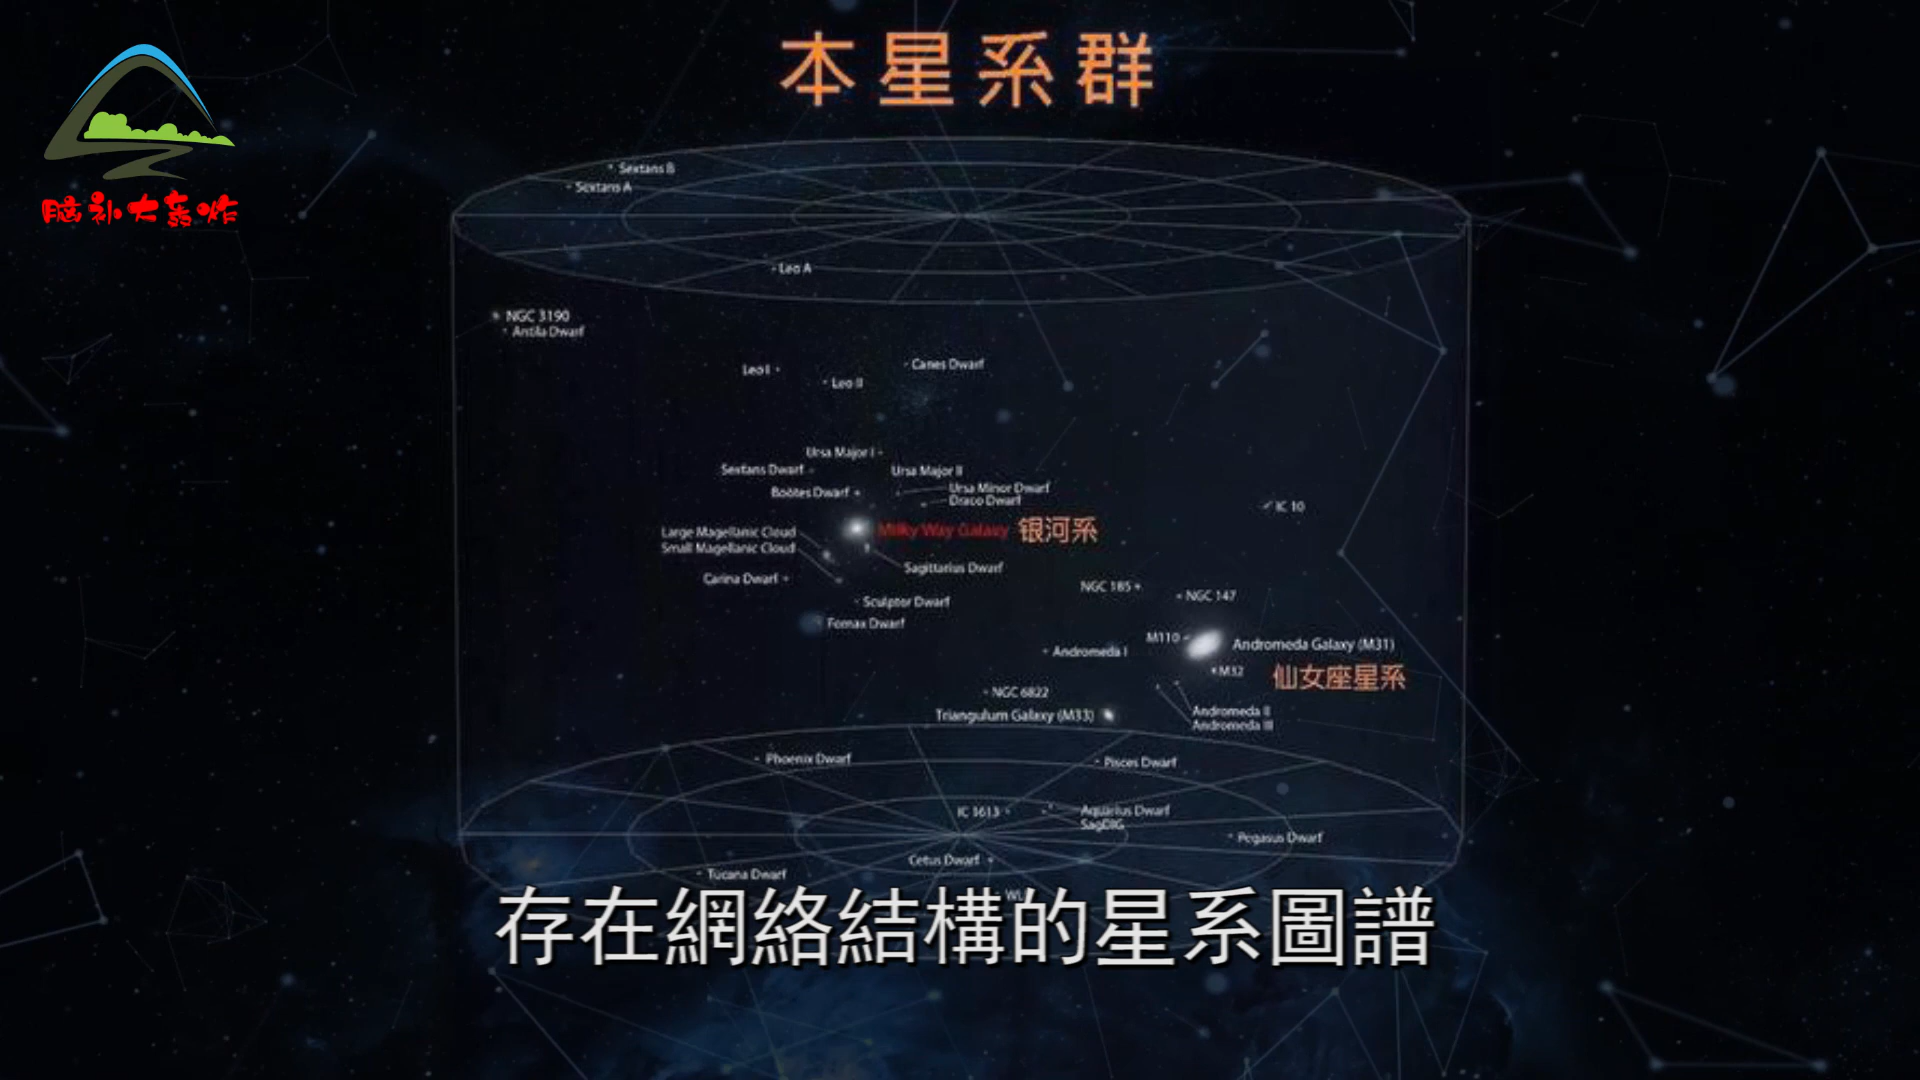 本星系群
脑补大轰炸
Sextans B
Sextans A
Leo A
NGC 3190
Antila Dwarf
Canes Dwarf
Leo I
Leo II
Ursa Major I
Sextans Dwarf
Ursa Major II
Boötes Dwarf
Ursa Minor Dwarf
Draco Dwarf
IC 10
Large Magellanic Cloud
Milky Way Galaxy 银河系
Small Magellanic Cloud
Sagittarius Dwarf
Carina Dwarf
NGC 185
NGC 147
Sculptor Dwarf
Fornax Dwarf
M110
Andromeda Galaxy (M31)
Andromeda I
M32
仙女座星系
NGC 6822
Triangulum Galaxy (M33)
Andromeda II
Andromeda III
Phoenix Dwarf
Pisces Dwarf
IC 1613
Aquarius Dwarf
SagDIG
Pegasus Dwarf
Cetus Dwarf
Tucana Dwarf
存在網絡結構的星系圖譜